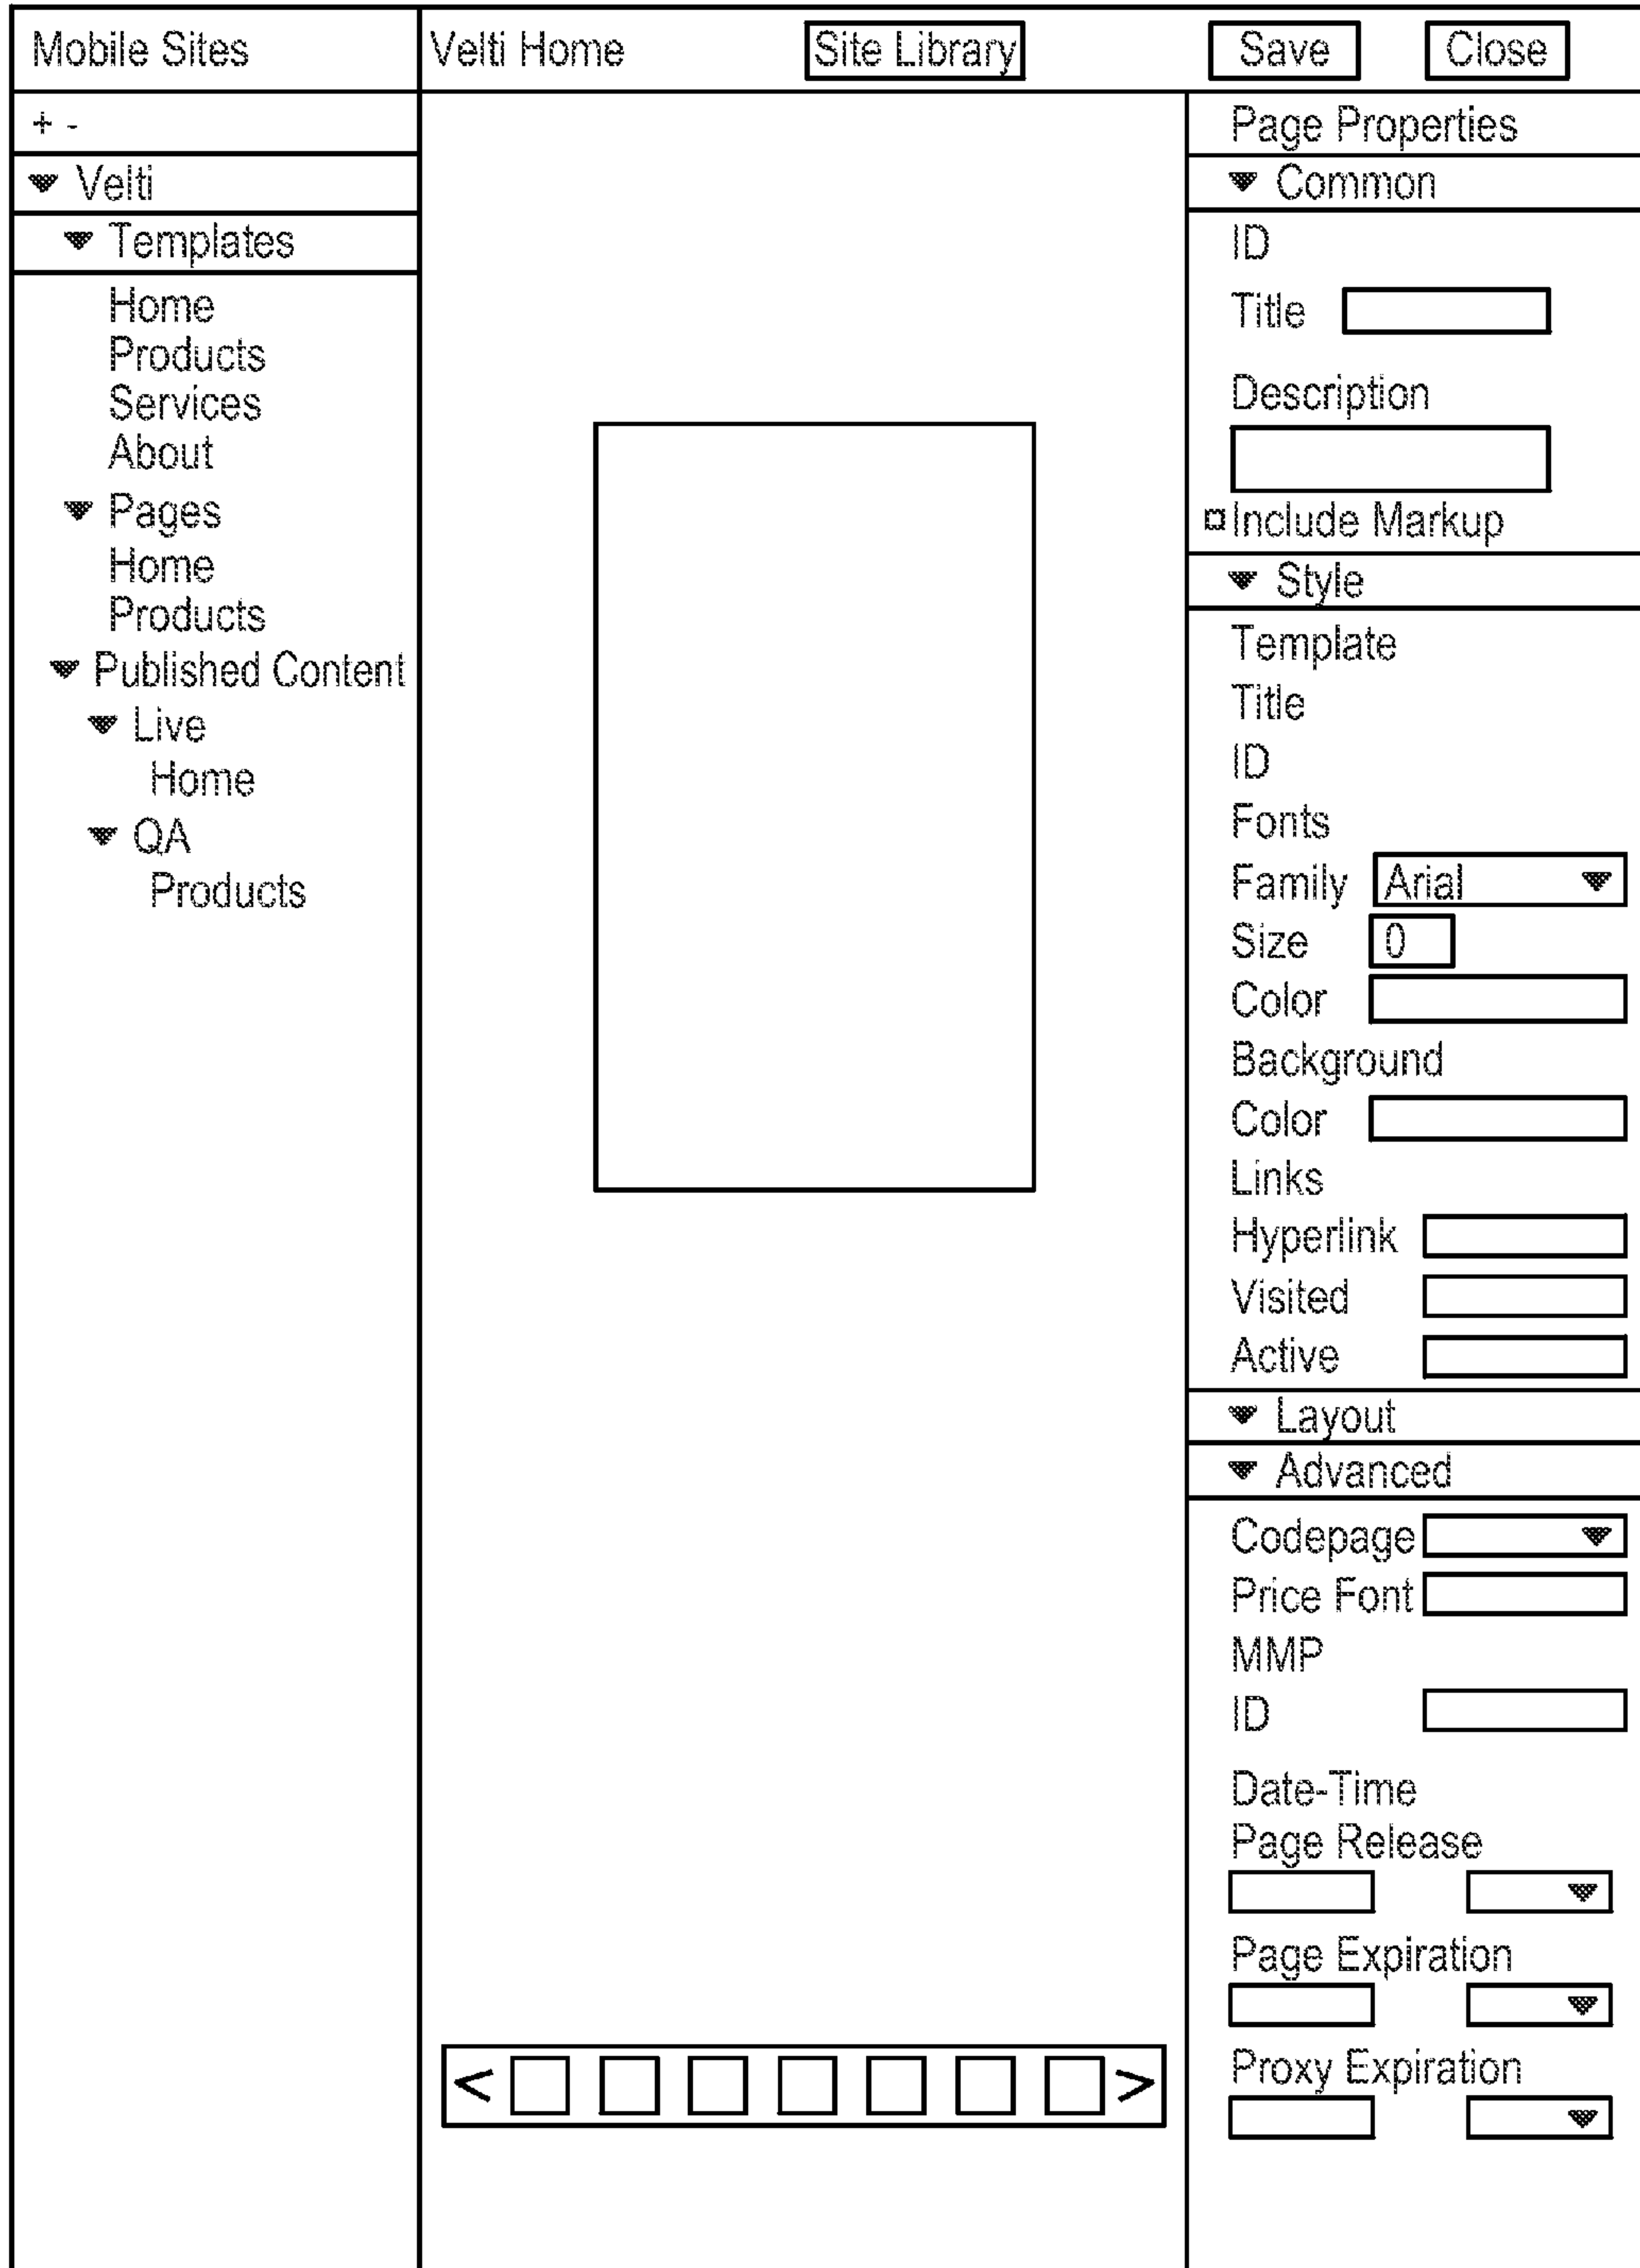 Mobile Sites
Velti Home
Site Library
Save
Close
+ -
Velti
Templates
Home
Products
Services
About
Pages
Home
Products
Published Content
Live
Home
QA
Products
<
>
Page Properties
Common
ID
Title
Description
Include Markup
Style
Template
Title
ID
Fonts
Family Arial
Size 0
Color
Background
Color
Links
Hyperlink
Visited
Active
Layout
Advanced
Codepage
Price Font
MMP
ID
Date-Time
Page Release
Page Expiration
Proxy Expiration